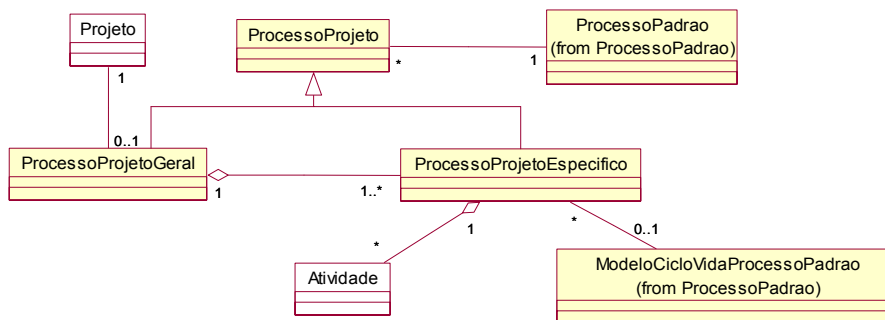 Projeto
ProcessoProjeto
ProcessoPadrao
(from ProcessoPadrao)
*
1
1
0..1
ProcessoProjetoGeral
ProcessoProjetoEspecifico
1
1..*
*
1
*
0..1
Atividade
ModeloCicloVidaProcessoPadrao
(from ProcessoPadrao)